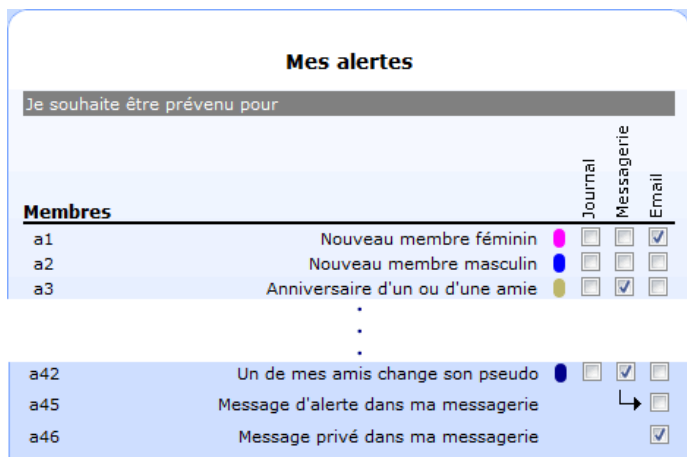 Mes alertes
Je souhaite être prévenu pour
Journal
Messagerie
Email
Membres
a1 Nouveau membre féminin
a2 Nouveau membre masculin
a3 Anniversaire d'un ou d'une amie
a42 Un de mes amis change son pseudo
a45 Message d'alerte dans ma messagerie
a46 Message privé dans ma messagerie